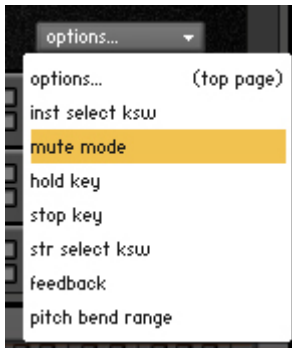 options...
options... (top page)
inst select ksw
mute mode
hold key
stop key
str select ksw
feedback
pitch bend range